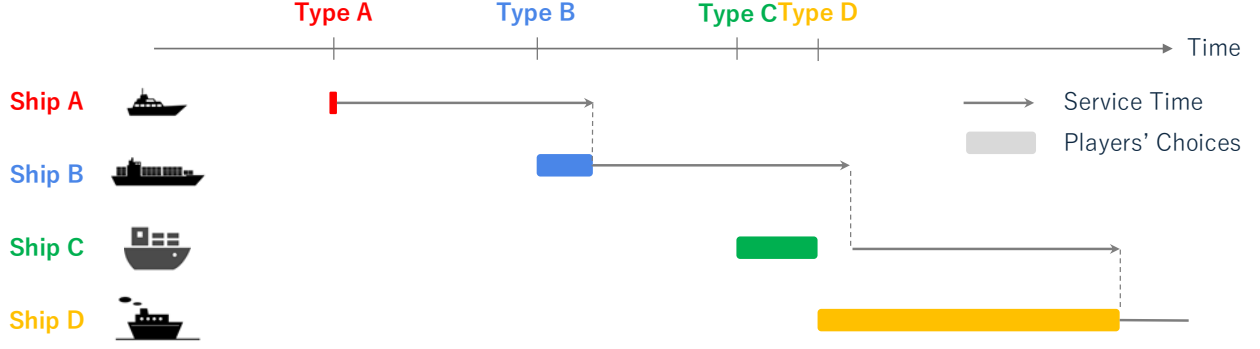 Type A
Type B
Type C
Type D
Time
Ship A
Service Time
Players' Choices
Ship B
Ship C
Ship D